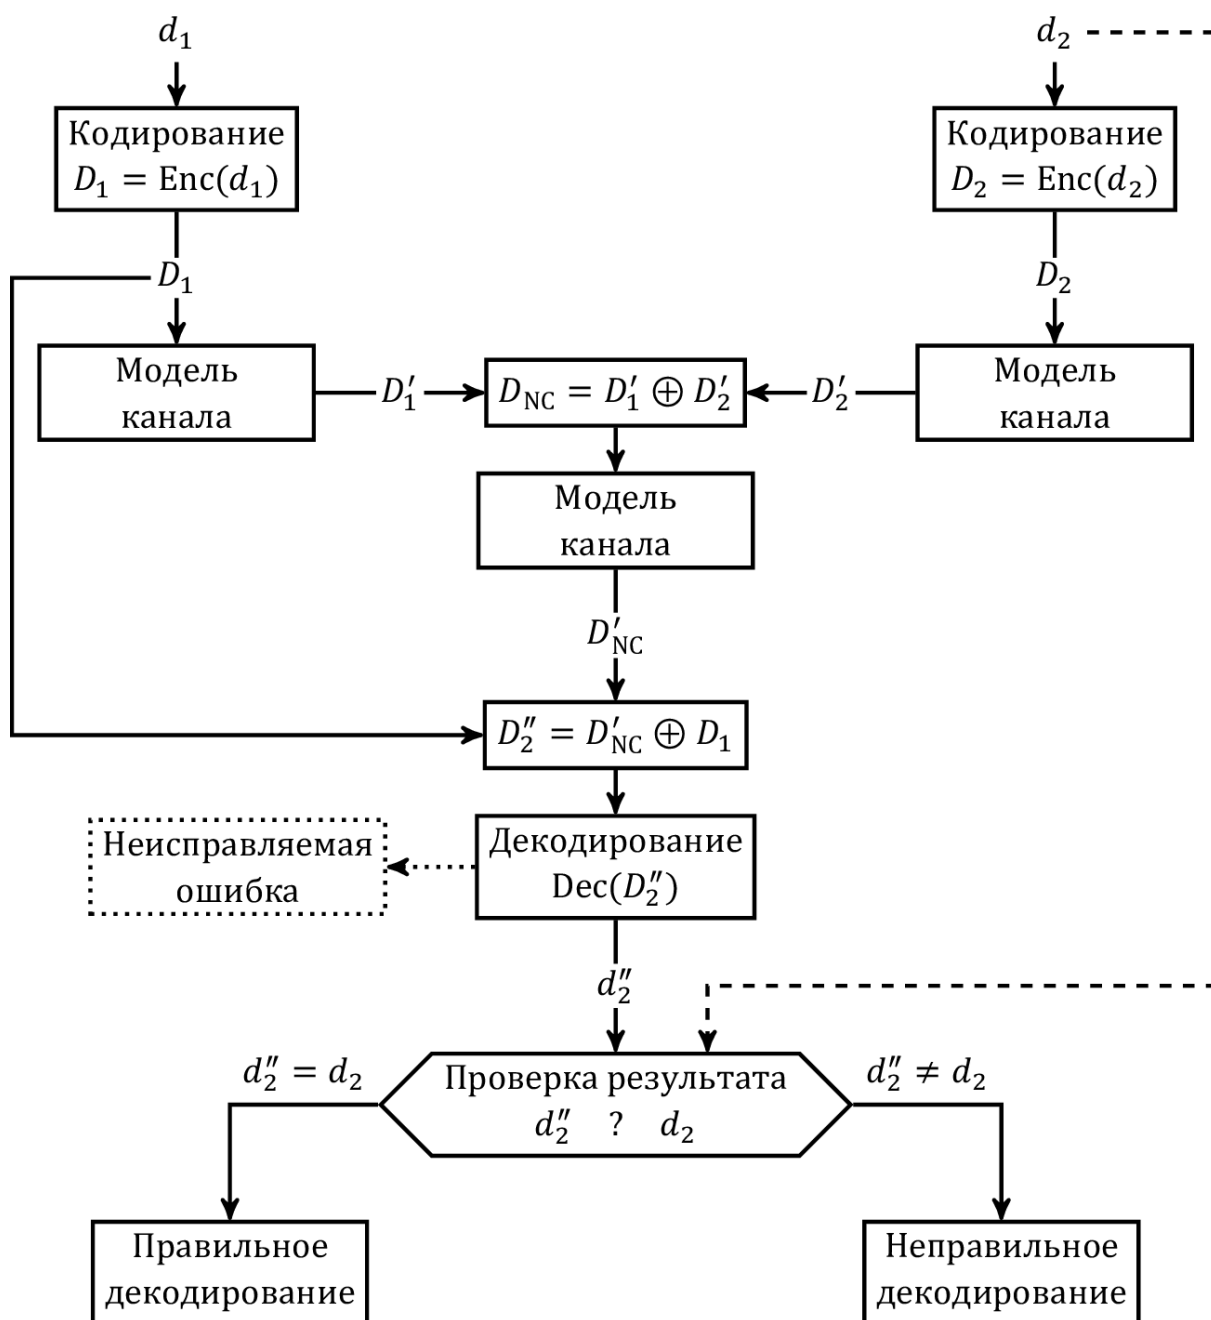 d₁
d₂
Кодирование
D₁ = Enc(d₁)
Кодирование
D₂ = Enc(d₂)
D₁
D₂
Модель
канала
D′₁
D_NC = D′₁ ⊕ D′₂
D′₂
Модель
канала
Модель
канала
D′_NC
D″₂ = D′_NC ⊕ D₁
Неисправляемая
ошибка
Декодирование
Dec(D″₂)
d″₂
d″₂ = d₂
Проверка результата
d″₂ ? d₂
d″₂ ≠ d₂
Правильное
декодирование
Неправильное
декодирование